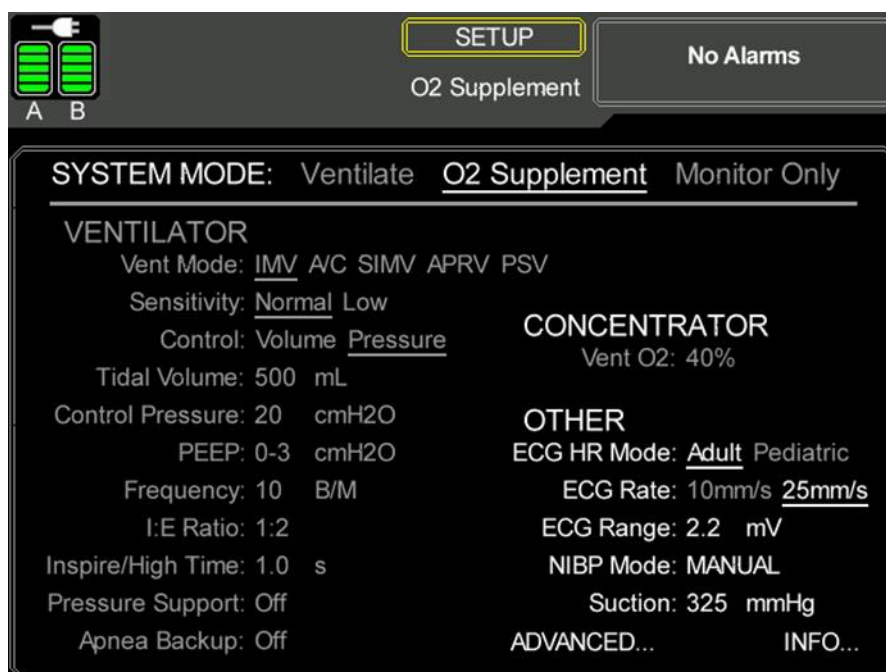 SETUP
No Alarms
O2 Supplement
A B
SYSTEM MODE: Ventilate O2 Supplement Monitor Only
VENTILATOR
Vent Mode: IMV A/C SIMV APRV PSV
Sensitivity: Normal Low
Control: Volume Pressure
Tidal Volume: 500 mL
Control Pressure: 20 cmH2O
PEEP: 0-3 cmH2O
Frequency: 10 B/M
I:E Ratio: 1:2
Inspire/High Time: 1.0 s
Pressure Support: Off
Apnea Backup: Off
CONCENTRATOR
Vent O2: 40%
OTHER
ECG HR Mode: Adult Pediatric
ECG Rate: 10mm/s 25mm/s
ECG Range: 2.2 mV
NIBP Mode: MANUAL
Suction: 325 mmHg
ADVANCED... INFO...